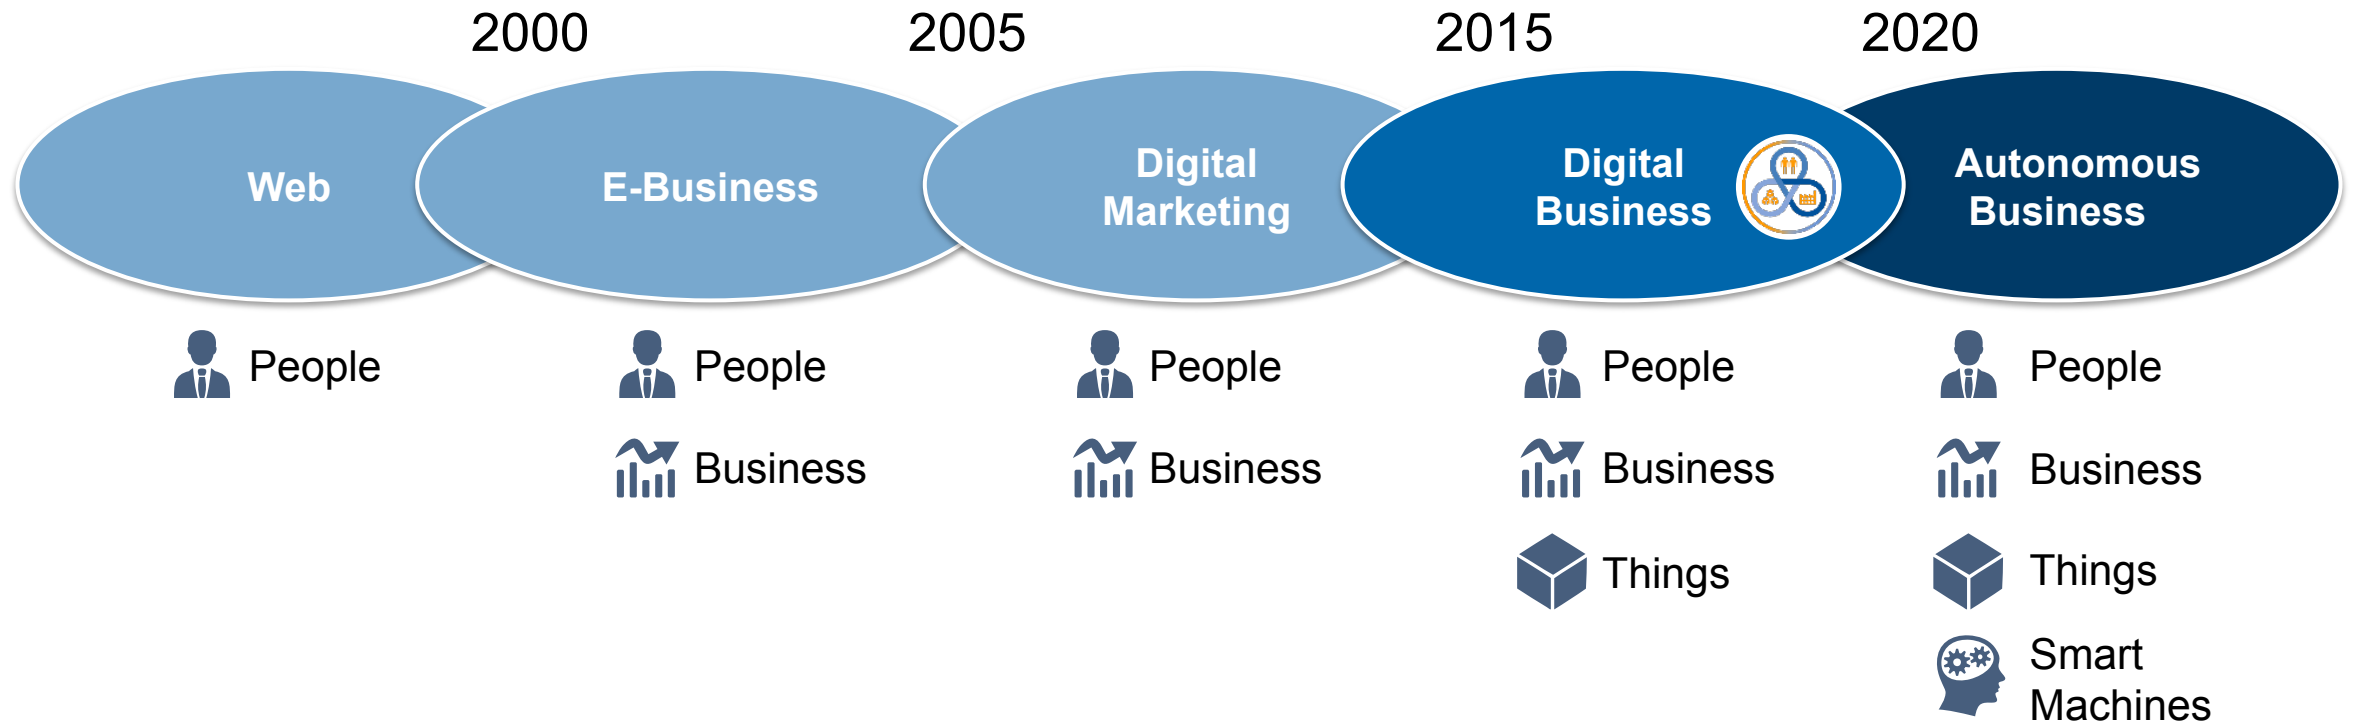 2000
2005
2015
2020
Web
E-Business
Digital
Marketing
Digital
Business
Autonomous
Business
People
People
People
People
People
Business
Business
Business
Business
Things
Things
Smart
Machines